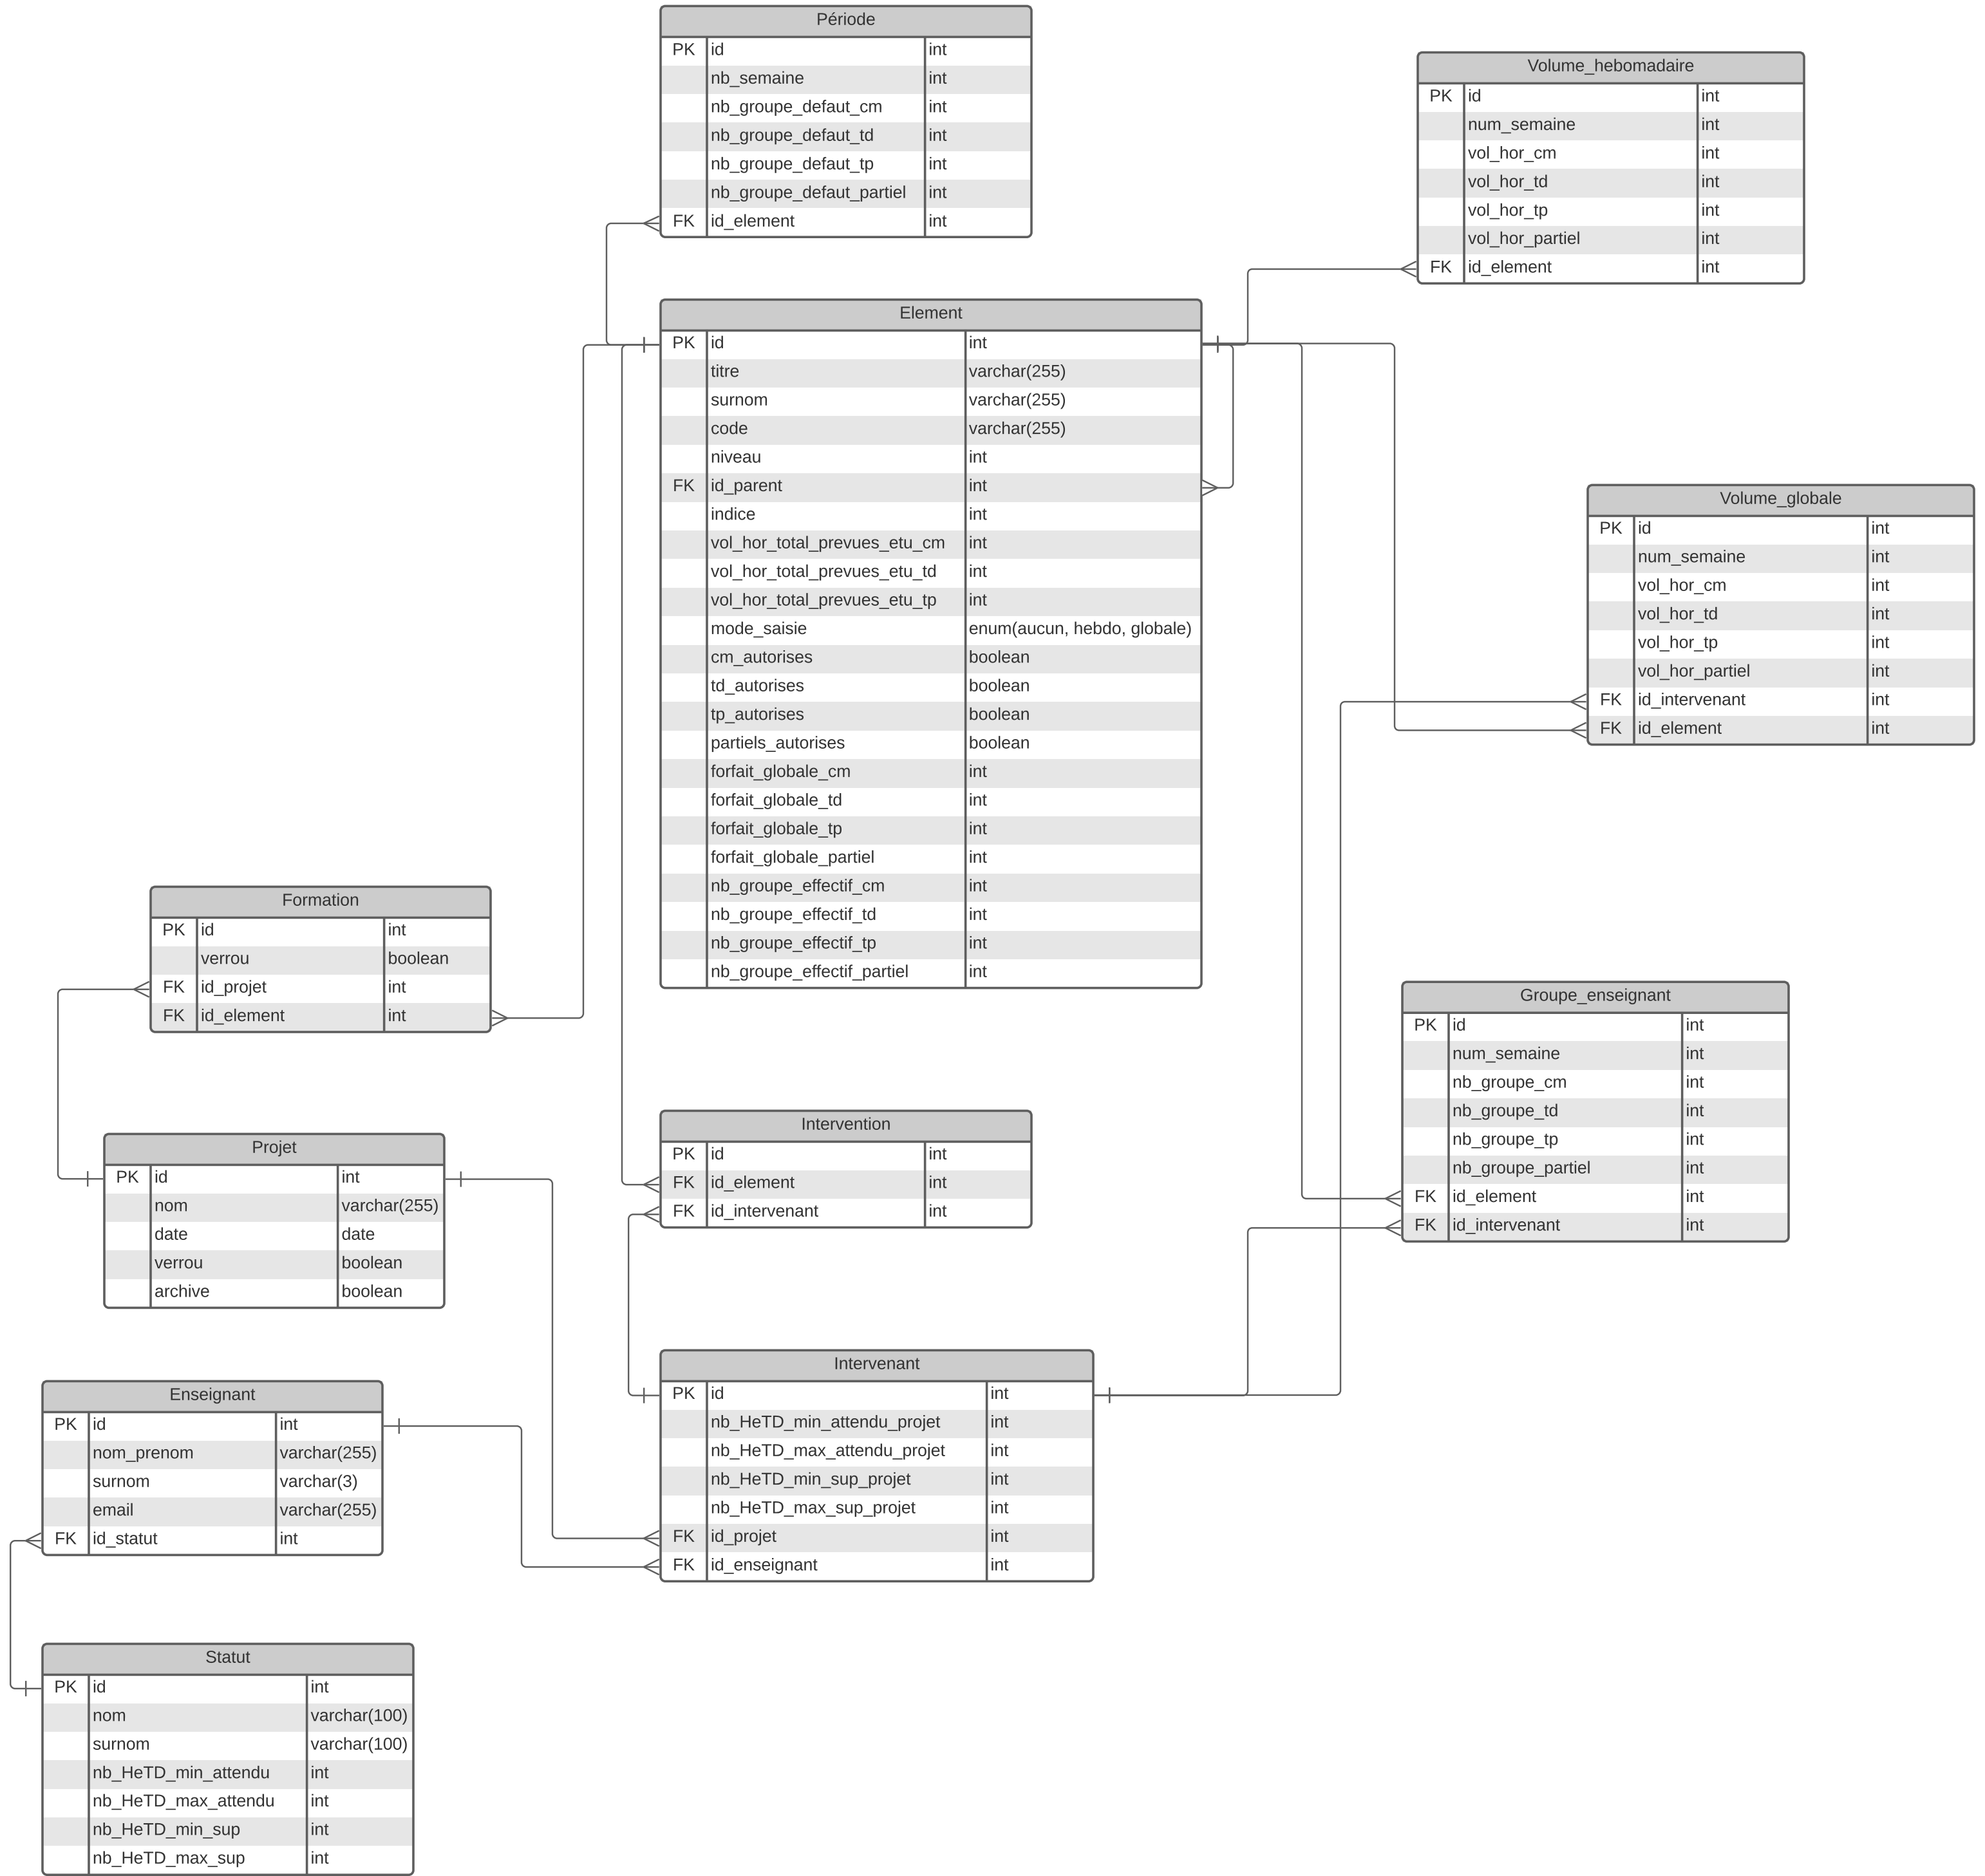 Période
PK id int
nb_semaine int
nb_groupe_defaut_cm int
nb_groupe_defaut_td int
nb_groupe_defaut_tp int
nb_groupe_defaut_partiel int
FK id_element int
Volume_hebomadaire
PK id int
num_semaine int
vol_hor_cm int
vol_hor_td int
vol_hor_tp int
vol_hor_partiel int
FK id_element int
Element
PK id int
titre varchar(255)
surnom varchar(255)
code varchar(255)
niveau int
FK id_parent int
indice int
vol_hor_total_prevues_etu_cm int
vol_hor_total_prevues_etu_td int
vol_hor_total_prevues_etu_tp int
mode_saisie enum(aucun, hebdo, globale)
cm_autorises boolean
td_autorises boolean
tp_autorises boolean
partiels_autorises boolean
forfait_globale_cm int
forfait_globale_td int
forfait_globale_tp int
forfait_globale_partiel int
nb_groupe_effectif_cm int
nb_groupe_effectif_td int
nb_groupe_effectif_tp int
nb_groupe_effectif_partiel int
Volume_globale
PK id int
num_semaine int
vol_hor_cm int
vol_hor_td int
vol_hor_tp int
vol_hor_partiel int
FK id_intervenant int
FK id_element int
Formation
PK id int
verrou boolean
FK id_projet int
FK id_element int
Groupe_enseignant
PK id int
num_semaine int
nb_groupe_cm int
nb_groupe_td int
nb_groupe_tp int
nb_groupe_partiel int
FK id_element int
FK id_intervenant int
Intervention
PK id int
FK id_element int
FK id_intervenant int
Projet
PK id int
nom varchar(255)
date date
verrou boolean
archive boolean
Intervenant
PK id int
nb_HeTD_min_attendu_projet int
nb_HeTD_max_attendu_projet int
nb_HeTD_min_sup_projet int
nb_HeTD_max_sup_projet int
FK id_projet int
FK id_enseignant int
Enseignant
PK id int
nom_prenom varchar(255)
surnom varchar(3)
email varchar(255)
FK id_statut int
Statut
PK id int
nom varchar(100)
surnom varchar(100)
nb_HeTD_min_attendu int
nb_HeTD_max_attendu int
nb_HeTD_min_sup int
nb_HeTD_max_sup int